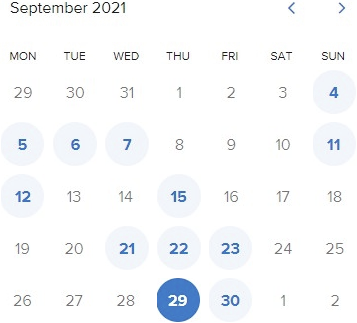 September 2021
MON TUE WED THU FRI SAT SUN
29 30 31 1 2 3 4
5 6 7 8 9 10 11
12 13 14 15 16 17 18
19 20 21 22 23 24 25
26 27 28 29 30 1 2